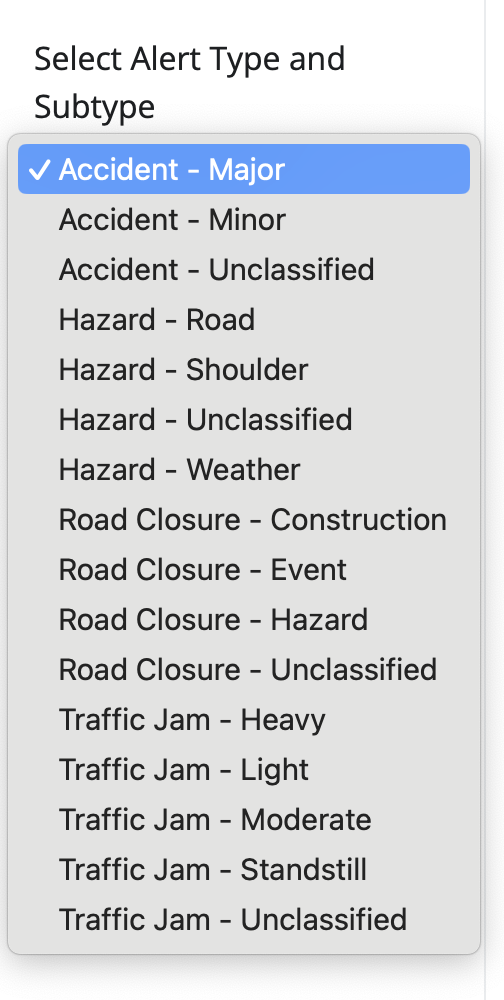 Select Alert Type and
Subtype
✓ Accident - Major
Accident - Minor
Accident - Unclassified
Hazard - Road
Hazard - Shoulder
Hazard - Unclassified
Hazard - Weather
Road Closure - Construction
Road Closure - Event
Road Closure - Hazard
Road Closure - Unclassified
Traffic Jam - Heavy
Traffic Jam - Light
Traffic Jam - Moderate
Traffic Jam - Standstill
Traffic Jam - Unclassified